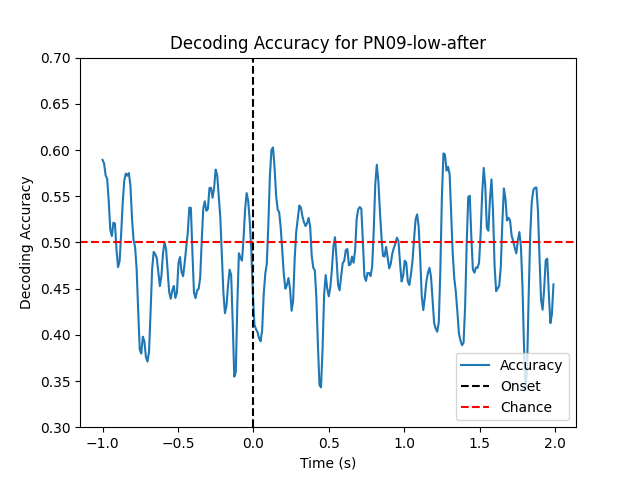 Decoding Accuracy for PN09-low-after
Decoding Accuracy
0.70
0.65
0.60
0.55
0.50
0.45
0.40
0.35
0.30
Accuracy
Onset
Chance
−1.0 −0.5 0.0 0.5 1.0 1.5 2.0
Time (s)